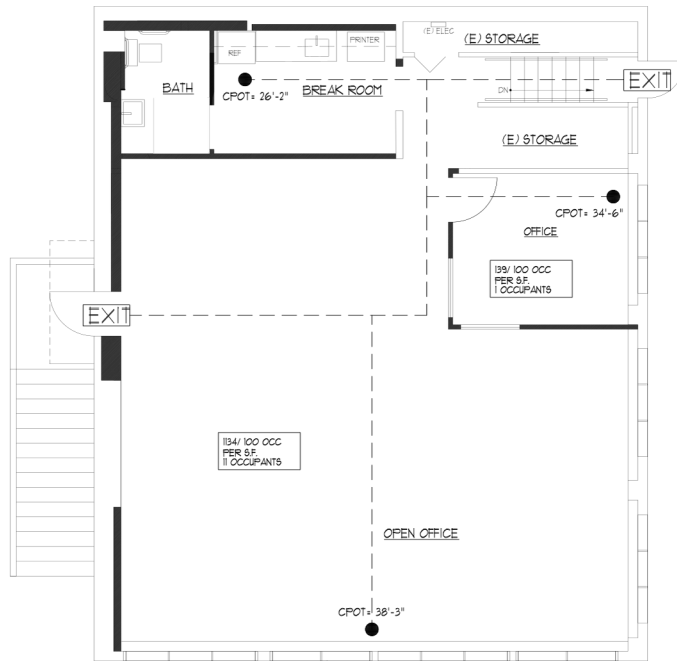 (E) ELEC
(E) STORAGE
PRINTER
REF
BATH
CPOT= 26'-2"
BREAK ROOM
EXIT
DN
(E) STORAGE
CPOT= 34'-6"
OFFICE
139/ 100 OCC
PER S.F.
1 OCCUPANTS
EXIT
1134/ 100 OCC
PER S.F.
11 OCCUPANTS
OPEN OFFICE
CPOT= 38'-3"